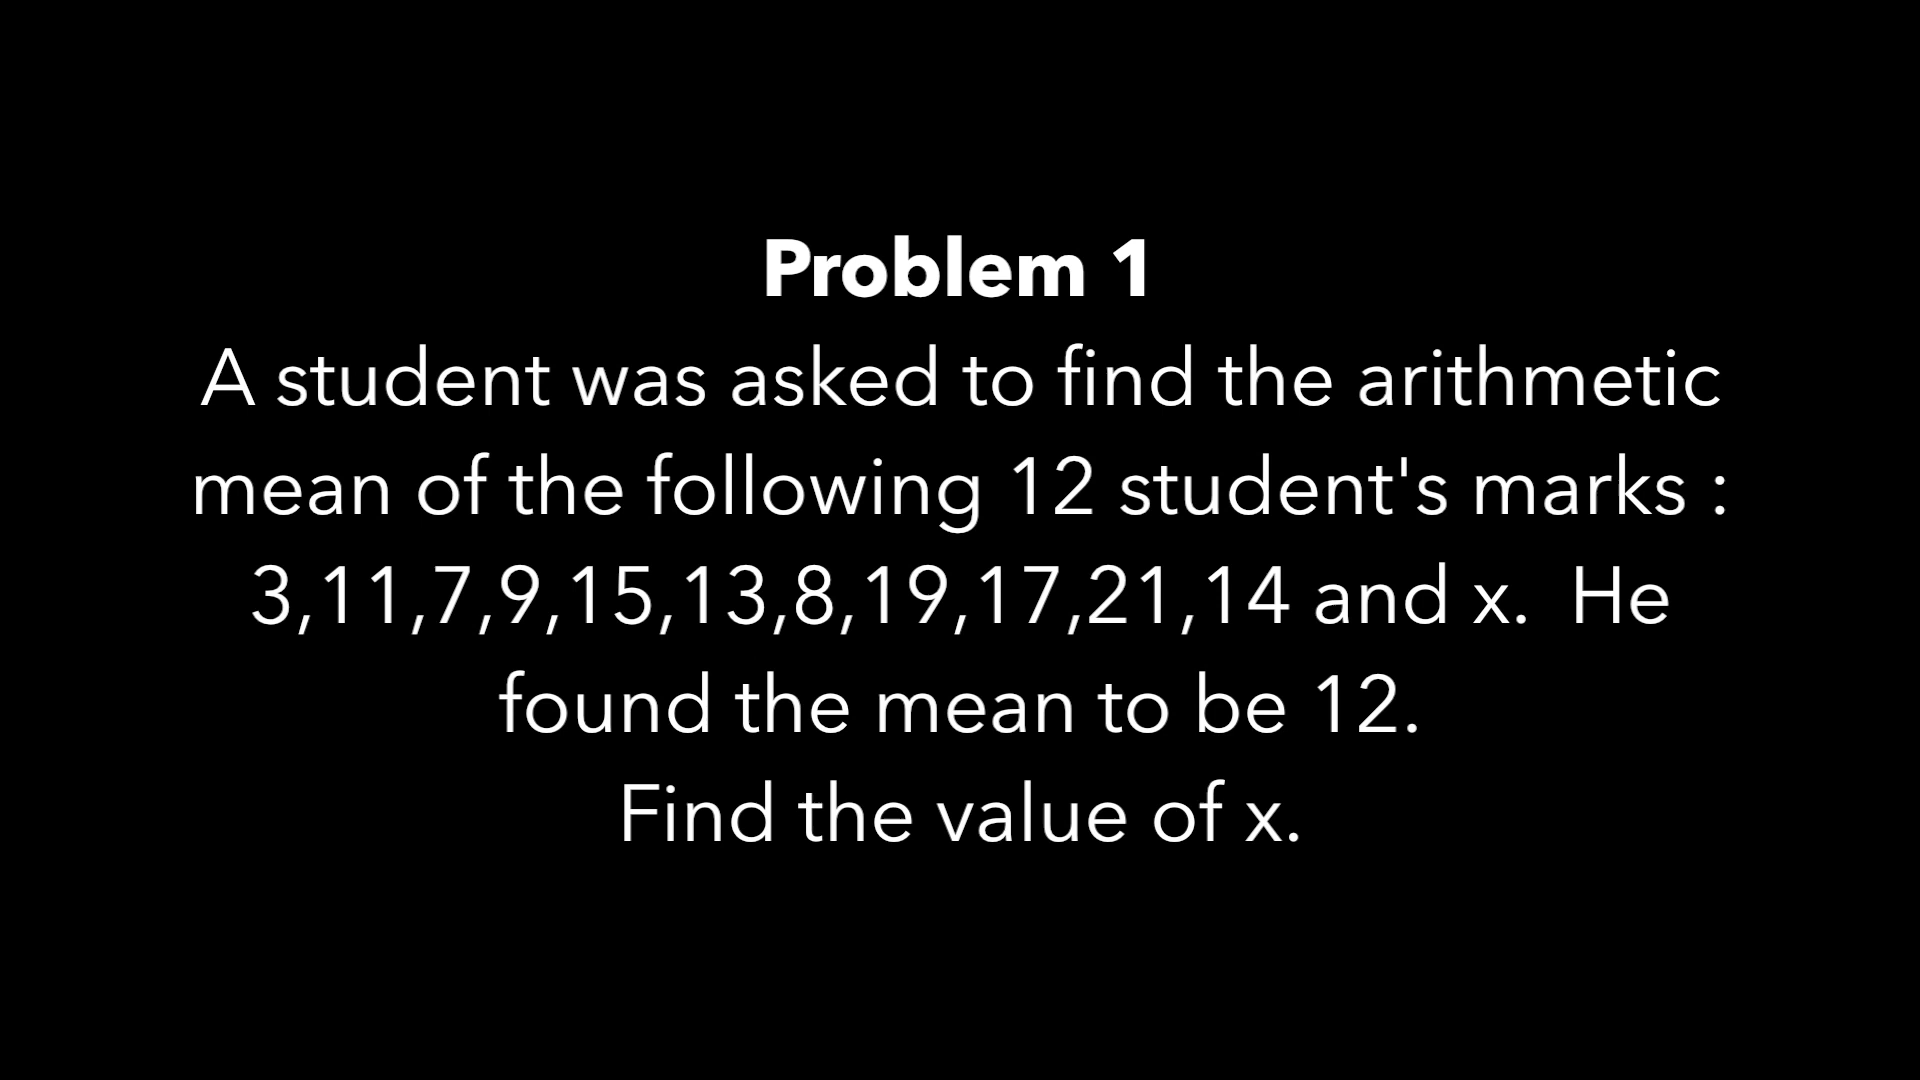 Problem 1
A student was asked to find the arithmetic
mean of the following 12 student's marks :
3,11,7,9,15,13,8,19,17,21,14 and x.  He
found the mean to be 12.
Find the value of x.